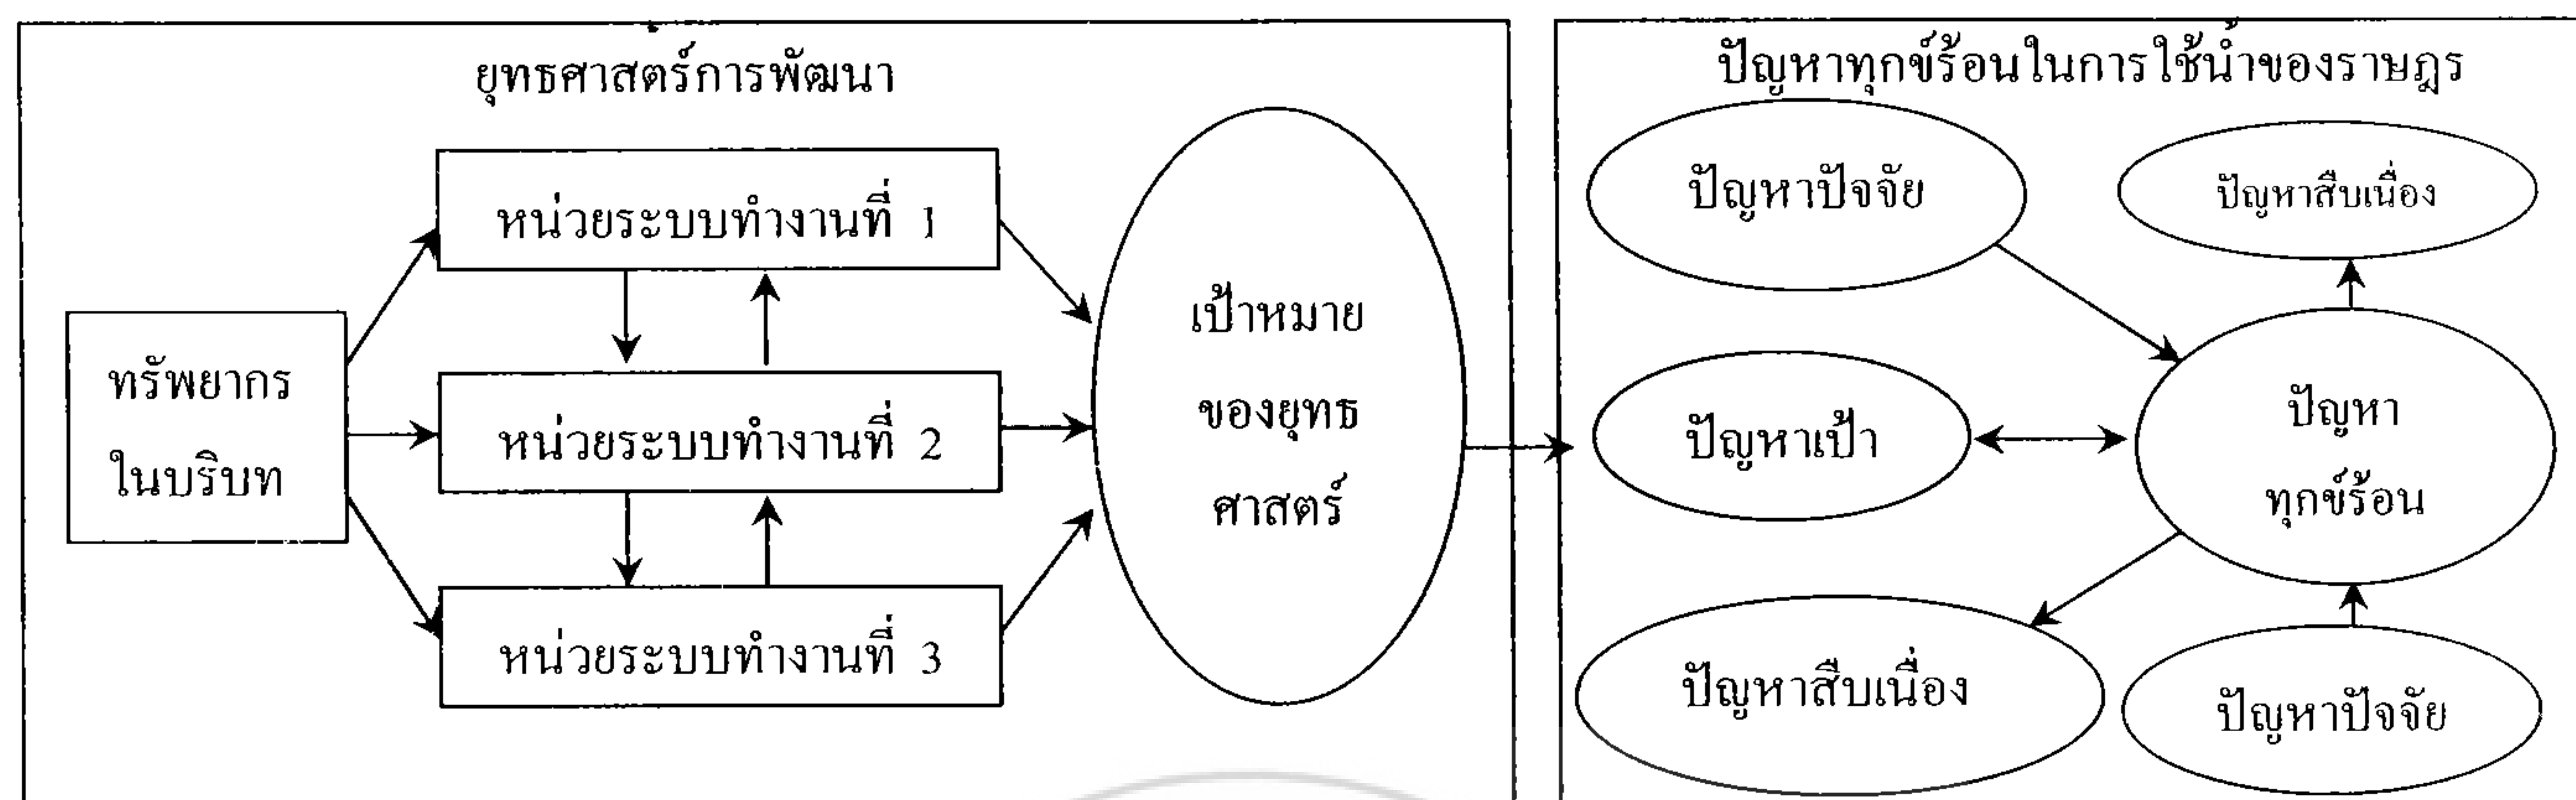 ยุทธศาสตร์การพัฒนา
หน่วยระบบทำงานที่ 1
ทรัพยากร
ในบริบท
หน่วยระบบทำงานที่ 2
หน่วยระบบทำงานที่ 3
เป้าหมาย
ของยุทธ
ศาสตร์
ปัญหาทุกข์ร้อนในการใช้น้ำของราษฎร
ปัญหาปัจจัย
ปัญหาสืบเนื่อง
ปัญหาเป้า
ปัญหา
ทุกข์ร้อน
ปัญหาสืบเนื่อง
ปัญหาปัจจัย